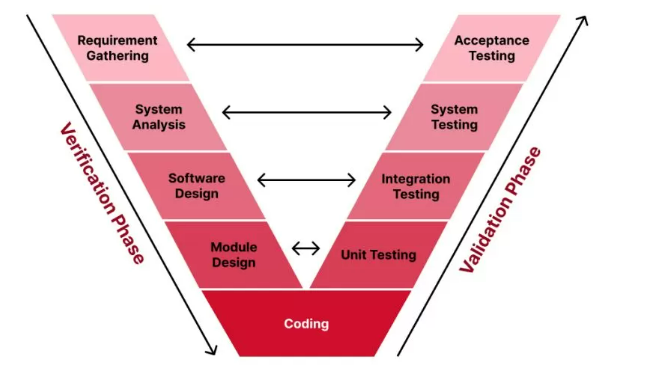 Requirement
Gathering
Acceptance
Testing
System
Analysis
System
Testing
Verification Phase
Software
Design
Integration
Testing
Validation Phase
Module
Design
Unit Testing
Coding